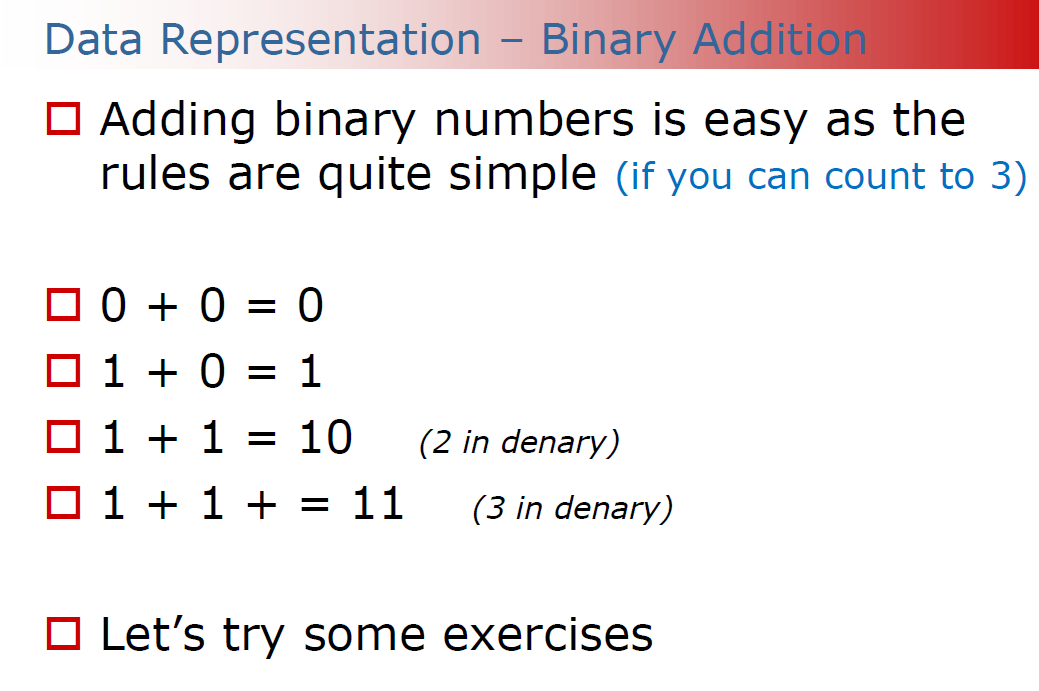 Data Representation – Binary Addition
Adding binary numbers is easy as the
rules are quite simple (if you can count to 3)
0 + 0 = 0
1 + 0 = 1
1 + 1 = 10 (2 in denary)
1 + 1 + = 11 (3 in denary)
Let’s try some exercises